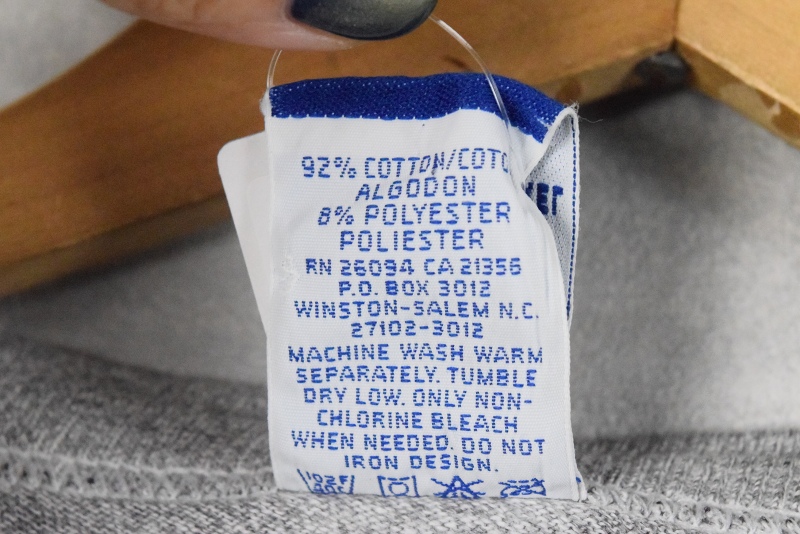 92% COTTON/COTO
ALGODON
8% POLYESTER
POLIESTER
RN 26094 CA 21356
P.O. BOX 3012
WINSTON-SALEM N.C.
27102-3012
MACHINE WASH WARM
SEPARATELY. TUMBLE
DRY LOW. ONLY NON-
CHLORINE BLEACH
WHEN NEEDED. DO NOT
IRON DESIGN.